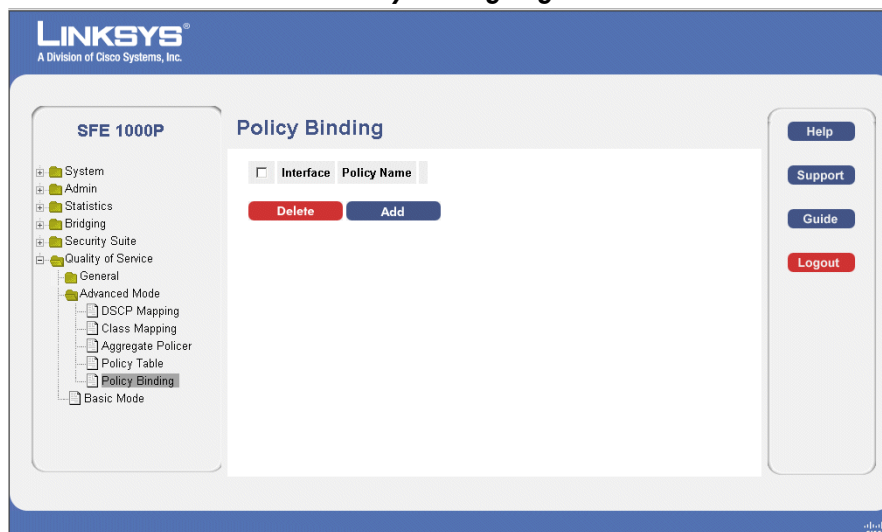 LINKSYS®
A Division of Cisco Systems, Inc.
SFE 1000P
System
Admin
Statistics
Bridging
Security Suite
Quality of Service
General
Advanced Mode
DSCP Mapping
Class Mapping
Aggregate Policer
Policy Table
Policy Binding
Basic Mode
Policy Binding
Interface Policy Name
Delete Add
Help
Support
Guide
Logout